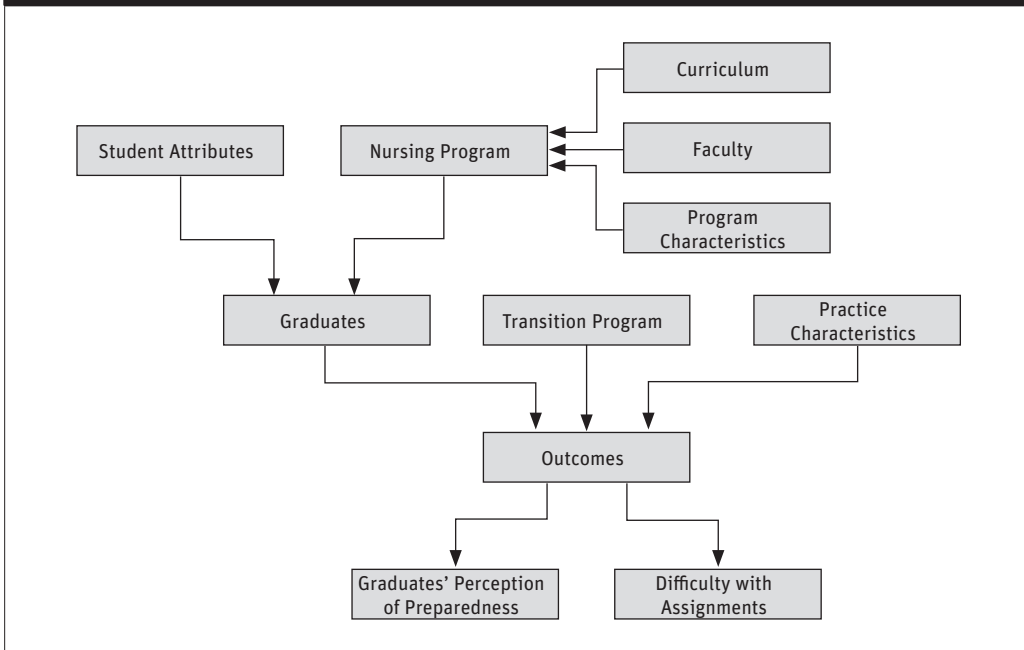 Curriculum
Student Attributes
Nursing Program
Faculty
Program
Characteristics
Graduates
Transition Program
Practice
Characteristics
Outcomes
Graduates’ Perception
of Preparedness
Difficulty with
Assignments